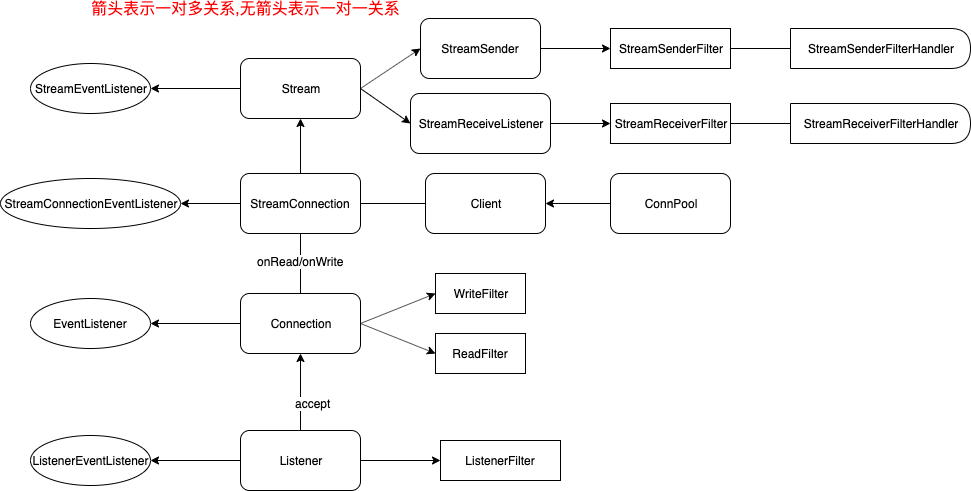 箭头表示一对多关系,无箭头表示一对一关系
StreamSender
StreamSenderFilter
StreamSenderFilterHandler
StreamEventListener
Stream
StreamReceiveListener
StreamReceiverFilter
StreamReceiverFilterHandler
StreamConnectionEventListener
StreamConnection
Client
ConnPool
onRead/onWrite
WriteFilter
EventListener
Connection
ReadFilter
accept
ListenerEventListener
Listener
ListenerFilter